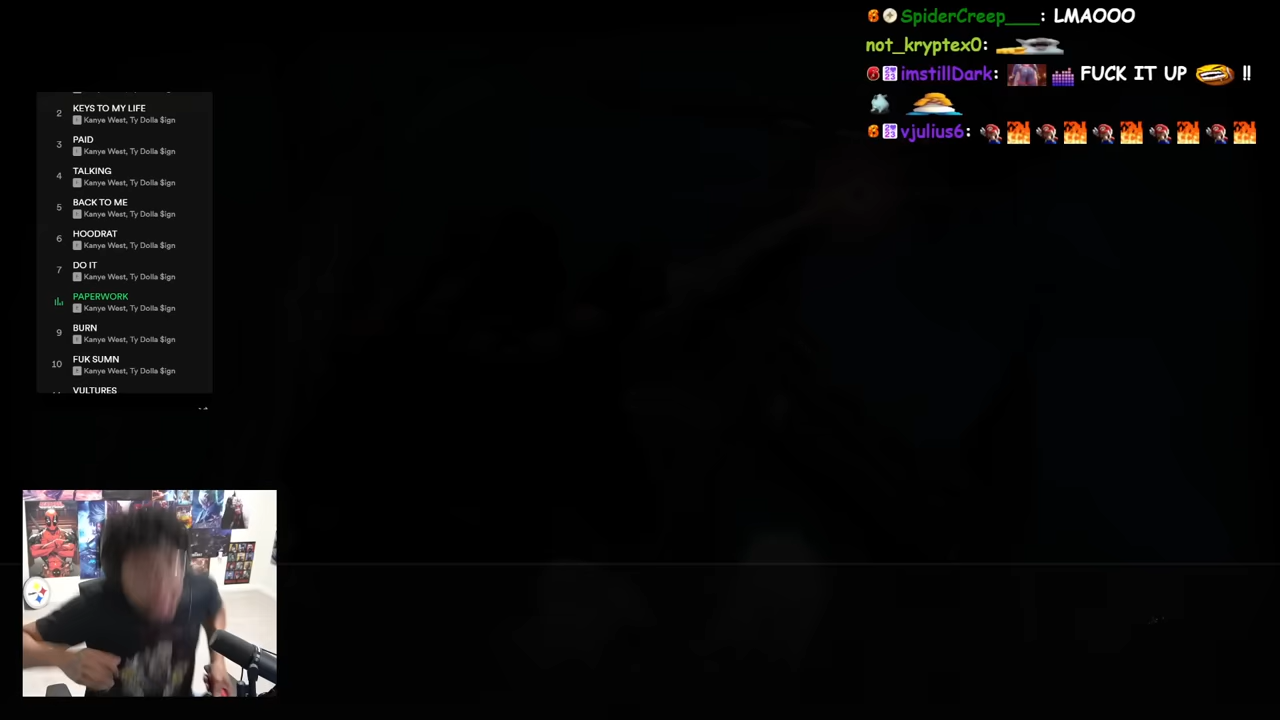 SpiderCreep___: LMAOOO
not_kryptex0:
imstillDark: FUCK IT UP !!
vjulius6:
2 KEYS TO MY LIFE
Kanye West, Ty Dolla $ign
3 PAID
Kanye West, Ty Dolla $ign
4 TALKING
Kanye West, Ty Dolla $ign
5 BACK TO ME
Kanye West, Ty Dolla $ign
6 HOODRAT
Kanye West, Ty Dolla $ign
7 DO IT
Kanye West, Ty Dolla $ign
PAPERWORK
Kanye West, Ty Dolla $ign
9 BURN
Kanye West, Ty Dolla $ign
10 FUK SUMN
Kanye West, Ty Dolla $ign
VULTURES